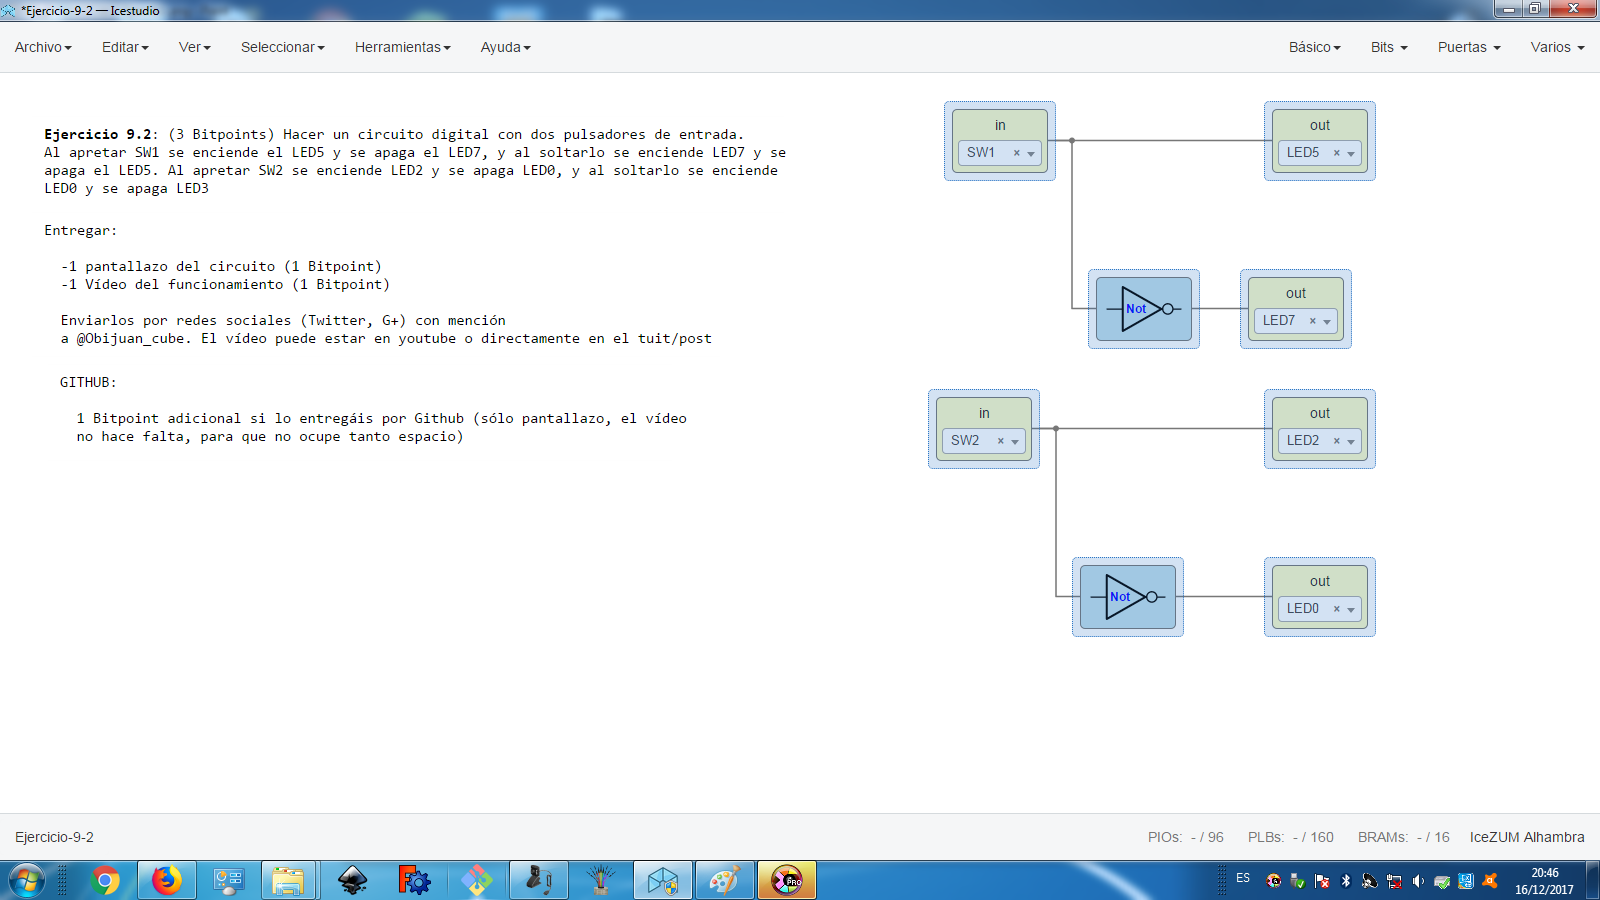 *Ejercicio-9-2 — Icestudio
Archivo Editar Ver Seleccionar Herramientas Ayuda Básico Bits Puertas Varios
Ejercicio 9.2: (3 Bitpoints) Hacer un circuito digital con dos pulsadores de entrada.
Al apretar SW1 se enciende el LED5 y se apaga el LED7, y al soltarlo se enciende LED7 y se
apaga el LED5. Al apretar SW2 se enciende LED2 y se apaga LED0, y al soltarlo se enciende
LED0 y se apaga LED3
Entregar:
-1 pantallazo del circuito (1 Bitpoint)
-1 Vídeo del funcionamiento (1 Bitpoint)
Enviarlos por redes sociales (Twitter, G+) con mención
a @Obijuan_cube. El vídeo puede estar en youtube o directamente en el tuit/post
GITHUB:
1 Bitpoint adicional si lo entregáis por Github (sólo pantallazo, el vídeo
no hace falta, para que no ocupe tanto espacio)
in
SW1 ×
out
LED5 ×
Not
out
LED7 ×
in
SW2 ×
out
LED2 ×
Not
out
LED0 ×
Ejercicio-9-2
PIOs: - / 96 PLBs: - / 160 BRAMs: - / 16 IceZUM Alhambra
PRO
ES
20:46
16/12/2017